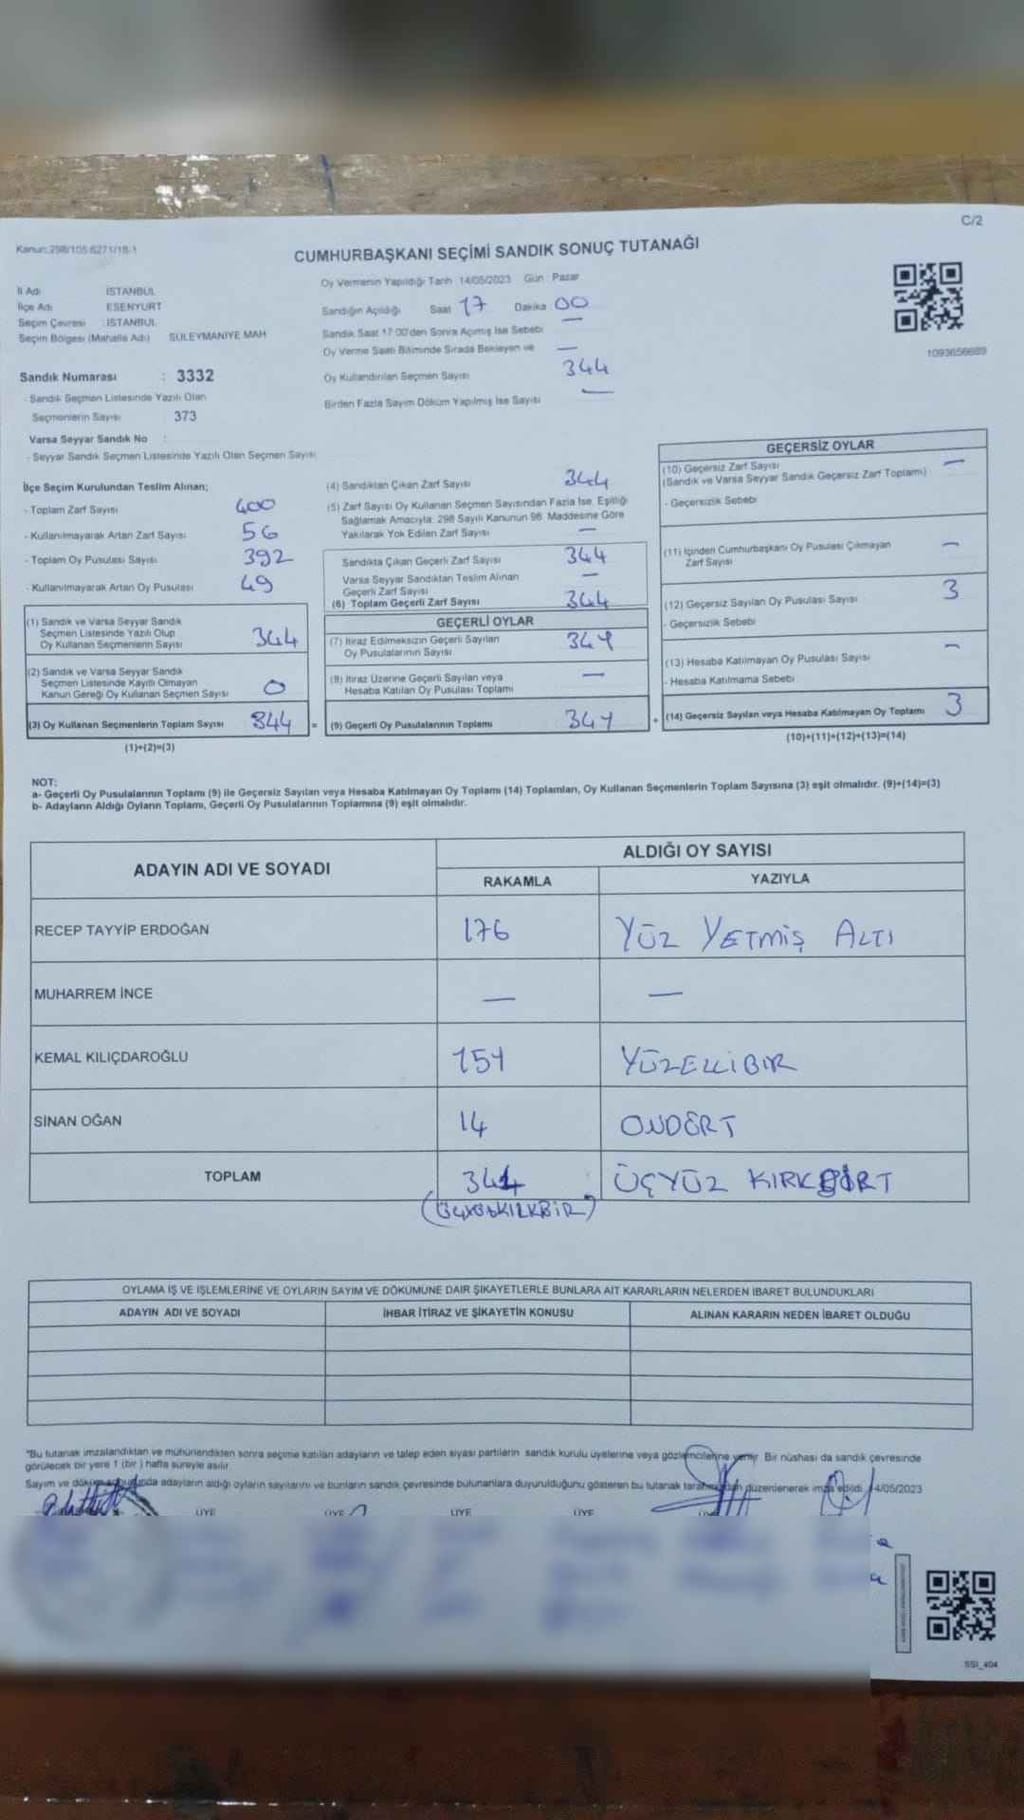 C/2
Kanun:298/105 6271/18-1
CUMHURBAŞKANI SEÇİMİ SANDIK SONUÇ TUTANAĞI
İl Adı : İSTANBUL
İlçe Adı : ESENYURT
Seçim Çevresi : İSTANBUL
Seçim Bölgesi (Mahalle Adı) : SÜLEYMANİYE MAH
Oy Vermenin Yapıldığı Tarih : 14/05/2023 Gün : Pazar
Sandığın Açıldığı Saat 17 Dakika 00
Sandık Saat 17:00'den Sonra Açılmış İse Sebebi —
Oy Verme Saati Bitiminde Sırada Bekleyen ve —
Oy Kullandırılan Seçmen Sayısı 344
Birden Fazla Sayım Döküm Yapılmış İse Sayısı —
1093656689
Sandık Numarası : 3332
- Sandık Seçmen Listesinde Yazılı Olan
Seçmenlerin Sayısı 373
Varsa Seyyar Sandık No :
- Seyyar Sandık Seçmen Listesinde Yazılı Olan Seçmen Sayısı
İlçe Seçim Kurulundan Teslim Alınan;
- Toplam Zarf Sayısı 400
- Kullanılmayarak Artan Zarf Sayısı 56
- Toplam Oy Pusulası Sayısı 392
- Kullanılmayarak Artan Oy Pusulası 49
(1) Sandık ve Varsa Seyyar Sandık
Seçmen Listesinde Yazılı Olup
Oy Kullanan Seçmenlerin Sayısı 344
(2) Sandık ve Varsa Seyyar Sandık
Seçmen Listesinde Kayıtlı Olmayan
Kanun Gereği Oy Kullanan Seçmen Sayısı 0
(3) Oy Kullanan Seçmenlerin Toplam Sayısı 344 =
(1)+(2)=(3)
(4) Sandıktan Çıkan Zarf Sayısı 344
(5) Zarf Sayısı Oy Kullanan Seçmen Sayısından Fazla İse, Eşitliği
Sağlamak Amacıyla; 298 Sayılı Kanunun 98. Maddesine Göre
Yakılarak Yok Edilen Zarf Sayısı —
Sandıkta Çıkan Geçerli Zarf Sayısı 344
Varsa Seyyar Sandıktan Teslim Alınan
Geçerli Zarf Sayısı —
(6) Toplam Geçerli Zarf Sayısı 344
GEÇERLİ OYLAR
(7) İtiraz Edilmeksizin Geçerli Sayılan
Oy Pusulalarının Sayısı 341
(8) İtiraz Üzerine Geçerli Sayılan veya
Hesaba Katılan Oy Pusulası Toplamı —
(9) Geçerli Oy Pusulalarının Toplamı 341 +
GEÇERSİZ OYLAR
(10) Geçersiz Zarf Sayısı —
(Sandık ve Varsa Seyyar Sandık Geçersiz Zarf Toplamı)
- Geçersizlik Sebebi
(11) İçinden Cumhurbaşkanı Oy Pusulası Çıkmayan
Zarf Sayısı —
(12) Geçersiz Sayılan Oy Pusulası Sayısı 3
- Geçersizlik Sebebi
(13) Hesaba Katılmayan Oy Pusulası Sayısı —
- Hesaba Katılmama Sebebi
(14) Geçersiz Sayılan veya Hesaba Katılmayan Oy Toplamı 3
(10)+(11)+(12)+(13)=(14)
NOT:
a- Geçerli Oy Pusulalarının Toplamı (9) ile Geçersiz Sayılan veya Hesaba Katılmayan Oy Toplamı (14) Toplamları, Oy Kullanan Seçmenlerin Toplam Sayısına (3) eşit olmalıdır. (9)+(14)=(3)
b- Adayların Aldığı Oyların Toplamı, Geçerli Oy Pusulalarının Toplamına (9) eşit olmalıdır.
ADAYIN ADI VE SOYADI
ALDIĞI OY SAYISI
RAKAMLA YAZIYLA
RECEP TAYYİP ERDOĞAN 176 YÜZ YETMİŞ ALTI
MUHARREM İNCE — —
KEMAL KILIÇDAROĞLU 151 YÜZELLİBİR
SİNAN OĞAN 14 ONDÖRT
TOPLAM 341 ÜÇYÜZ
(ÜÇYÜZKIRKBİR)
OYLAMA İŞ VE İŞLEMLERİNE VE OYLARIN SAYIM VE DÖKÜMÜNE DAİR ŞİKAYETLERLE BUNLARA AİT KARARLARIN NELERDEN İBARET BULUNDUKLARI
ADAYIN ADI VE SOYADI İHBAR İTİRAZ VE ŞİKAYETİN KONUSU ALINAN KARARIN NEDEN İBARET OLDUĞU
"Bu tutanak imzalandıktan ve mühürlendikten sonra seçime katılan adayların ve talep eden siyasi partilerin sandık kurulu üyelerine veya gözlemcilerine verilir. Bir nüshası da sandık çevresinde
görülecek bir yere 1 (bir) hafta süreyle asılır.
Sayım ve döküm sonucunda adayların aldığı oyların sayılarını ve bunların sandık çevresinde bulunanlara duyurulduğunu gösteren bu tutanak tarafımızdan düzenlenerek imza edildi. 14/05/2023
ÜYE ÜYE ÜYE ÜYE
SSI_404